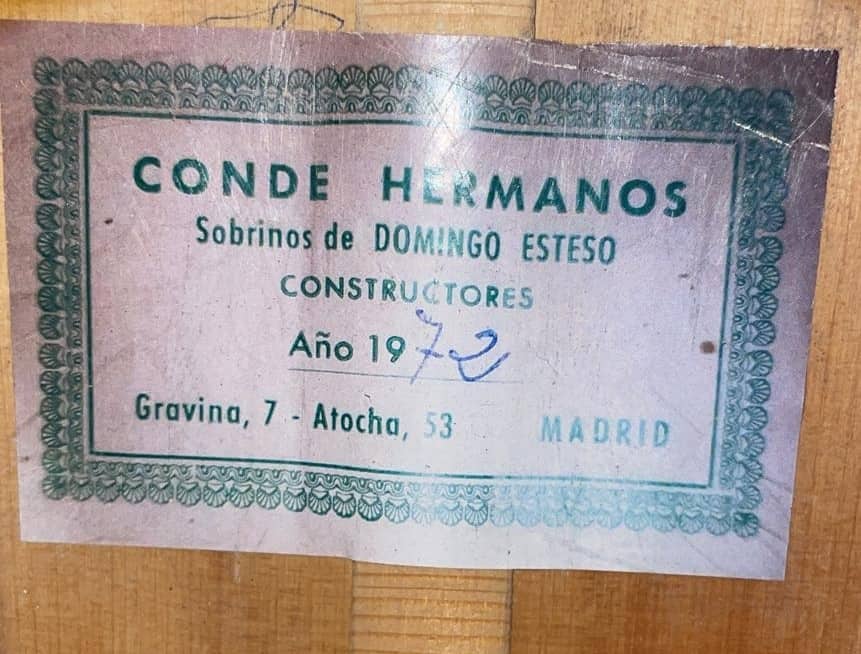 CONDE HERMANOS
Sobrinos de DOMINGO ESTESO
CONSTRUCTORES
Año 1972
Gravina, 7 - Atocha, 53 MADRID